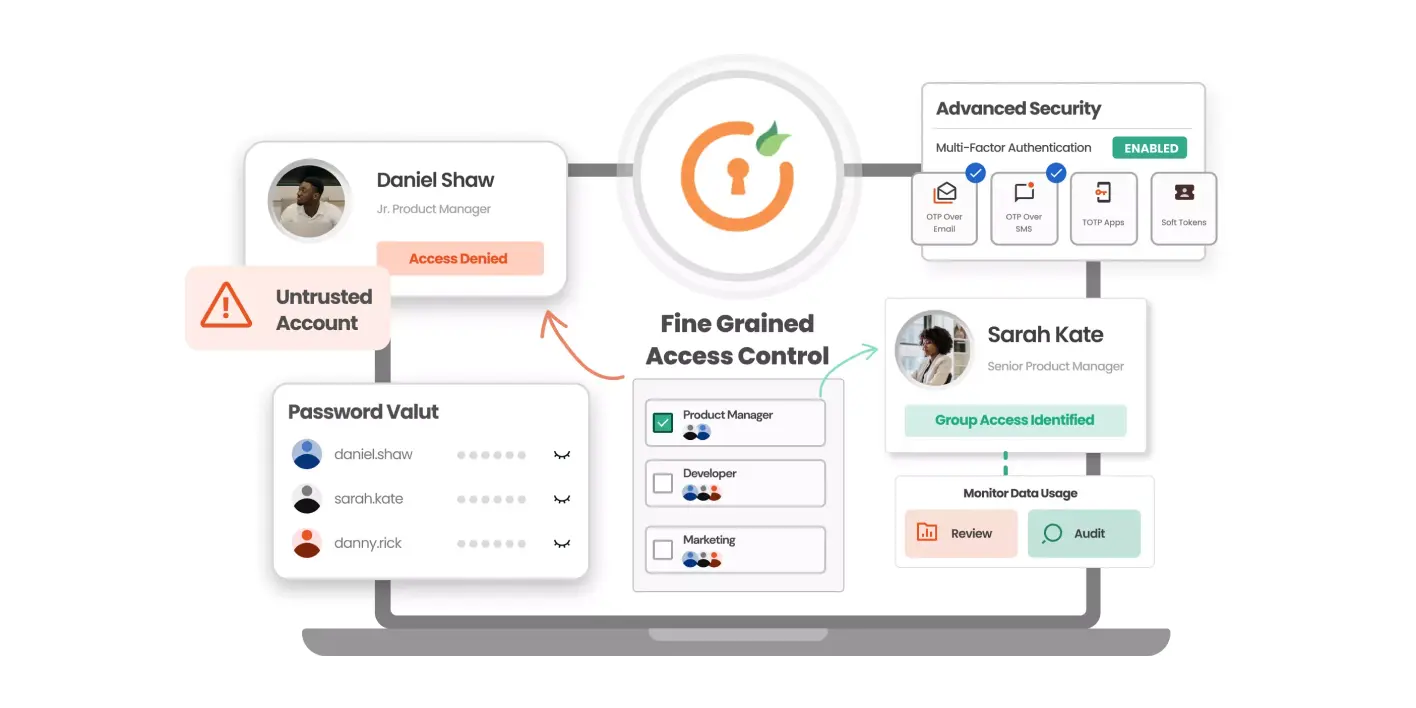 Daniel Shaw
Jr. Product Manager
Access Denied
Untrusted
Account
Password Valut
daniel.shaw
sarah.kate
danny.rick
Fine Grained
Access Control
Product Manager
Developer
Marketing
Advanced Security
Multi-Factor Authentication
ENABLED
OTP Over
Email
OTP Over
SMS
TOTP Apps
Soft Tokens
Sarah Kate
Senior Product Manager
Group Access Identified
Monitor Data Usage
Review
Audit